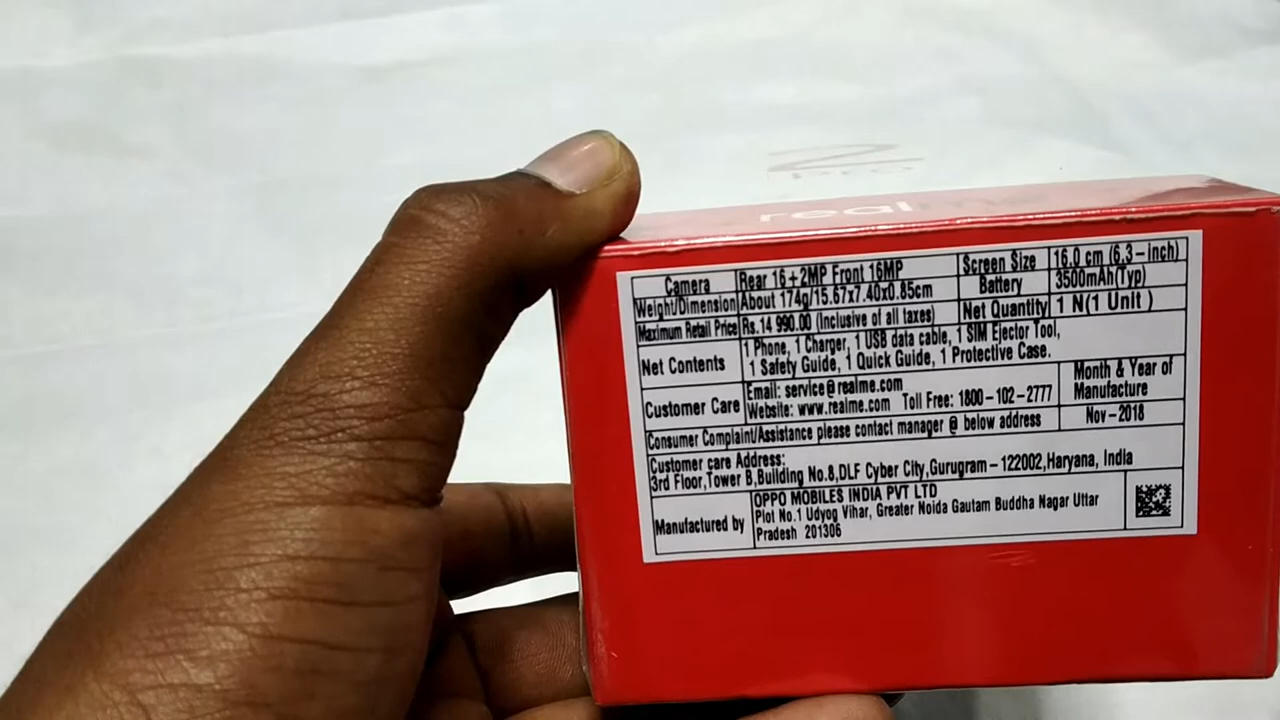 2
pro
real
Camera Rear 16+2MP Front 16MP Screen Size 16.0 cm (6.3-inch)
Weight/Dimension About 174g/15.67x7.40x0.85cm Battery 3500mAh(Typ)
Maximum Retail Price Rs.14 990.00 (Inclusive of all taxes) Net Quantity 1 N(1 Unit )
Net Contents 1 Phone, 1 Charger, 1 USB data cable, 1 SIM Ejector Tool,
1 Safety Guide, 1 Quick Guide, 1 Protective Case.
Customer Care Email: service@realme.com
Website: www.realme.com Toll Free: 1800-102-2777
Month & Year of
Manufacture
Nov-2018
Consumer Complaint/Assistance please contact manager @ below address
Customer care Address:
3rd Floor,Tower B,Building No.8,DLF Cyber City,Gurugram-122002,Haryana, India
Manufactured by OPPO MOBILES INDIA PVT LTD
Plot No.1 Udyog Vihar, Greater Noida Gautam Buddha Nagar Uttar
Pradesh 201306